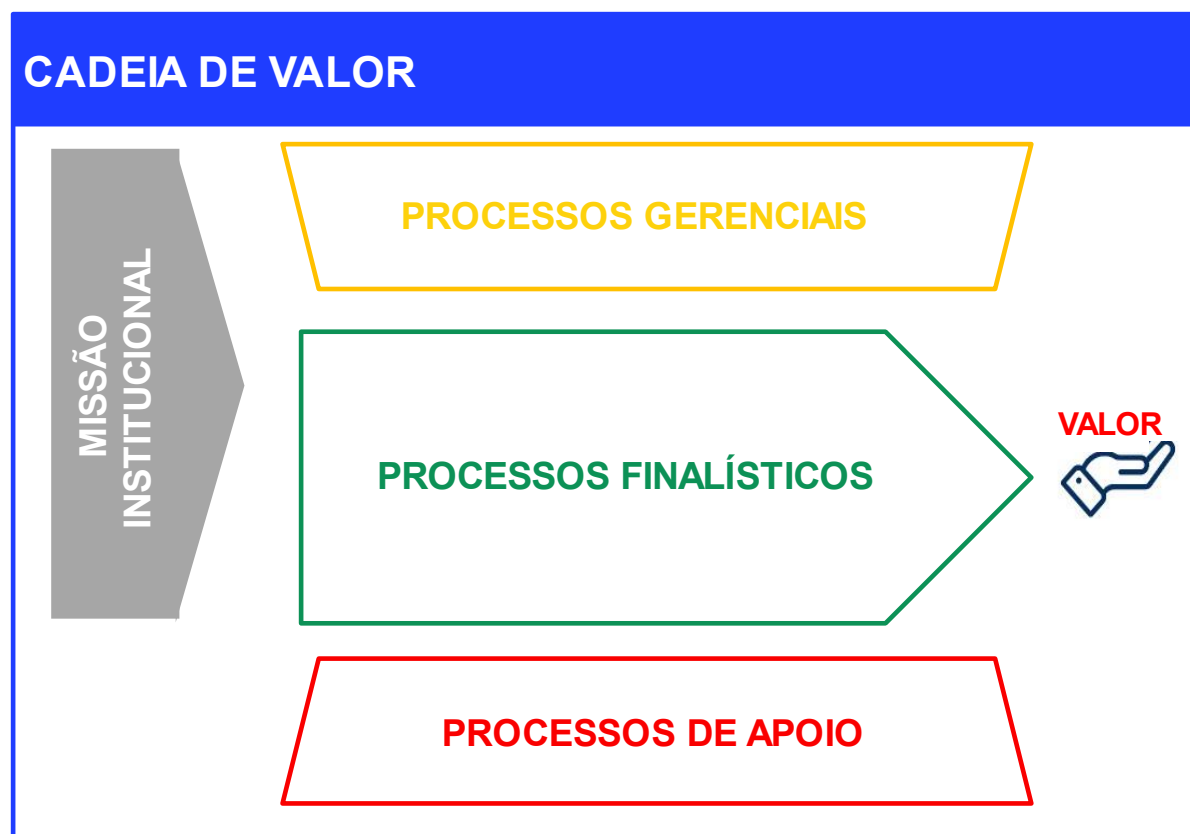 CADEIA DE VALOR
MISSÃO
INSTITUCIONAL
PROCESSOS GERENCIAIS
PROCESSOS FINALÍSTICOS
VALOR
PROCESSOS DE APOIO